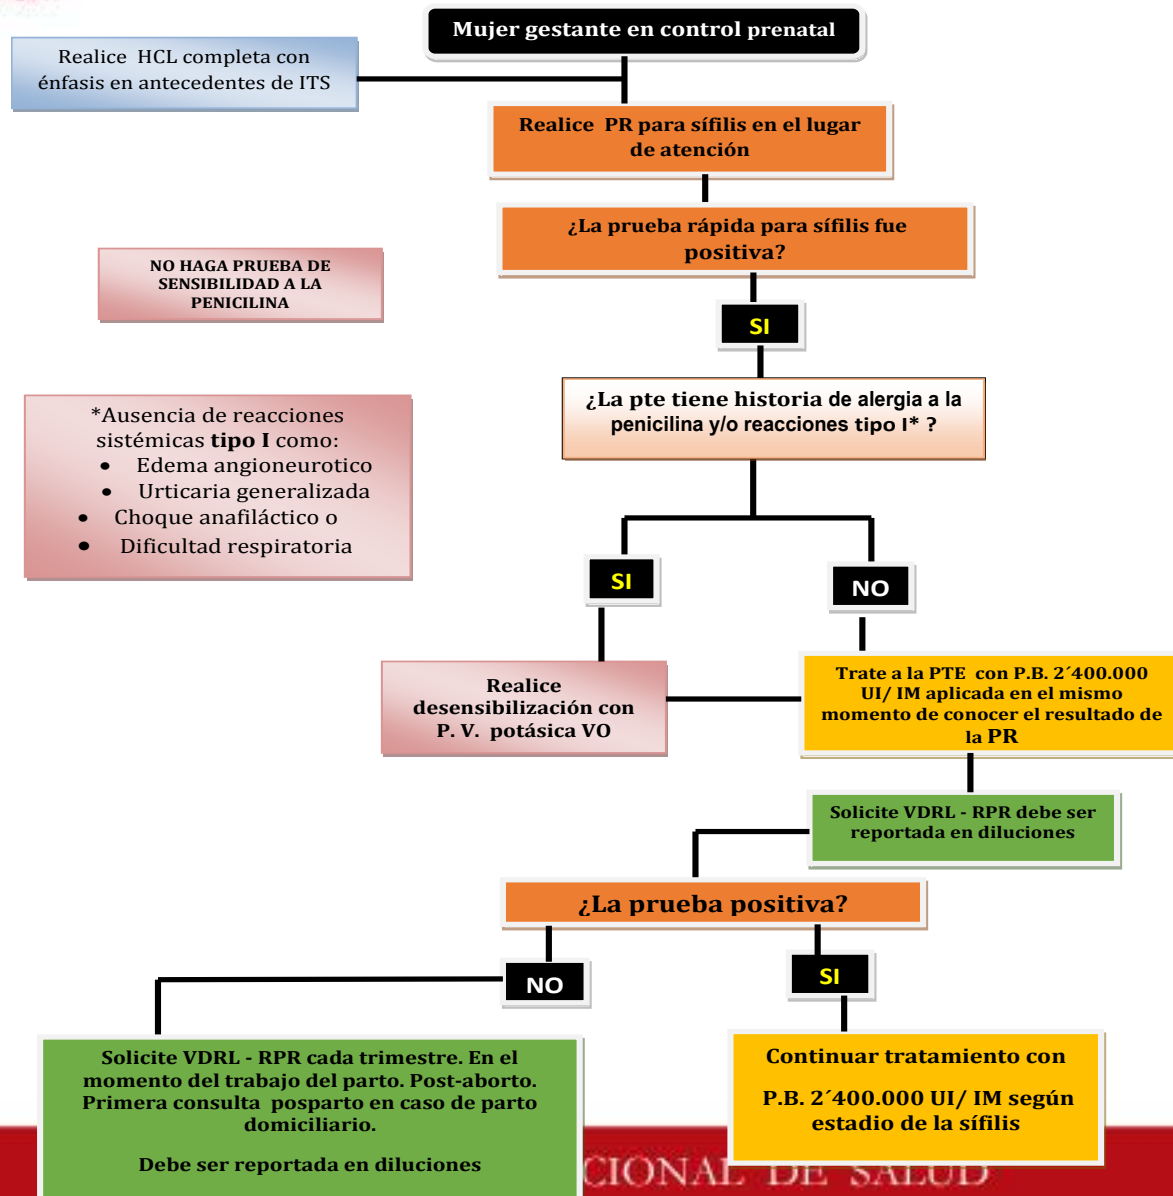 Mujer gestante en control prenatal
Realice HCL completa con
énfasis en antecedentes de ITS
Realice PR para sífilis en el lugar
de atención
¿La prueba rápida para sífilis fue
positiva?
NO HAGA PRUEBA DE
SENSIBILIDAD A LA
PENICILINA
SI
¿La pte tiene historia de alergia a la
penicilina y/o reacciones tipo I* ?
*Ausencia de reacciones
sistémicas tipo I como:
• Edema angioneurotico
• Urticaria generalizada
• Choque anafiláctico o
• Dificultad respiratoria
SI
NO
Realice
desensibilización con
P. V. potásica VO
Trate a la PTE con P.B. 2´400.000
UI/ IM aplicada en el mismo
momento de conocer el resultado de
la PR
Solicite VDRL - RPR debe ser
reportada en diluciones
¿La prueba positiva?
NO
SI
Solicite VDRL - RPR cada trimestre. En el
momento del trabajo del parto. Post-aborto.
Primera consulta posparto en caso de parto
domiciliario.
Debe ser reportada en diluciones
Continuar tratamiento con
P.B. 2´400.000 UI/ IM según
estadio de la sífilis
CIONAL DE SALUD